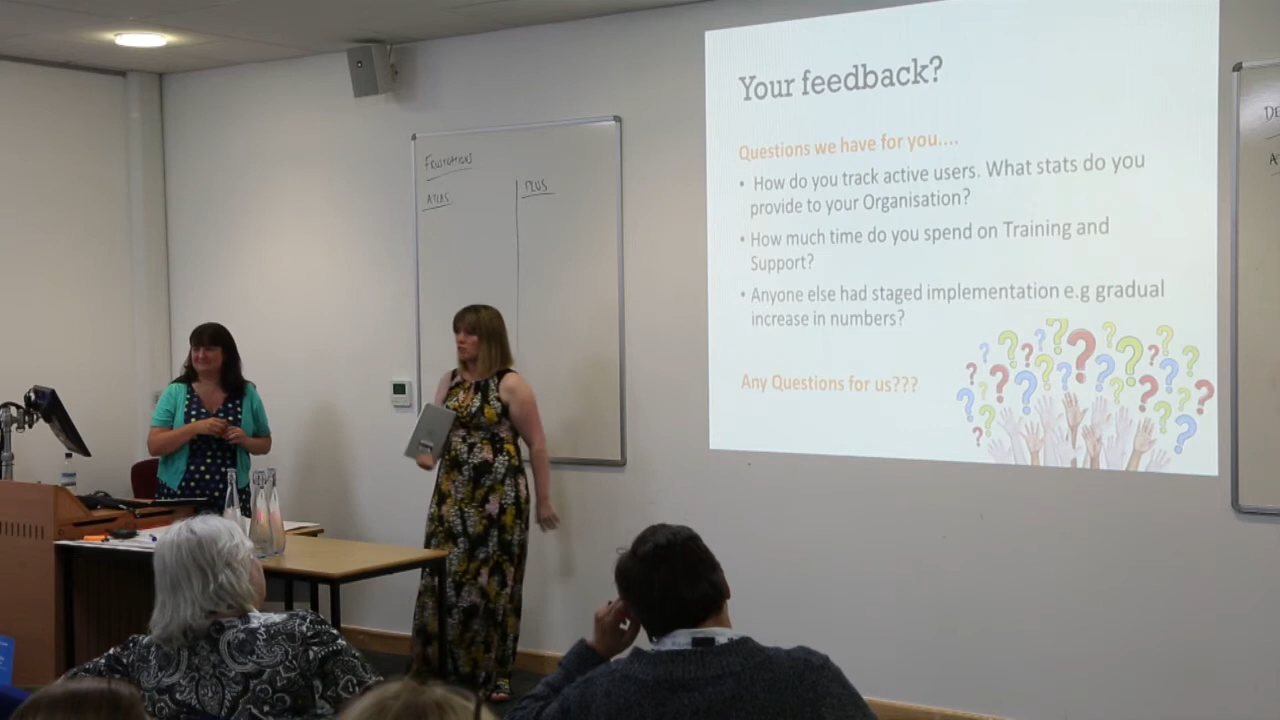 Your feedback?
Questions we have for you....
• How do you track active users. What stats do you
provide to your Organisation?
• How much time do you spend on Training and
Support?
• Anyone else had staged implementation e.g gradual
increase in numbers?
Any Questions for us???
FRUSTRATIONS
ATLAS
PLUS